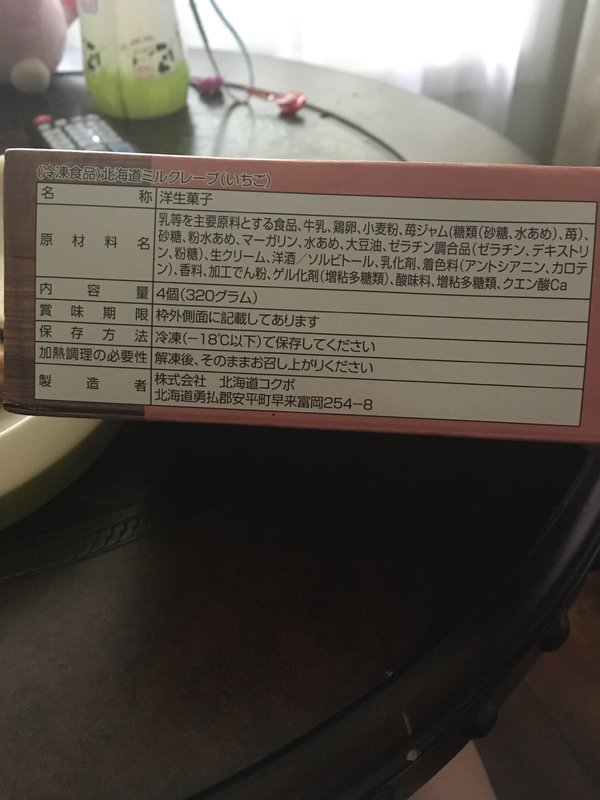 (冷凍食品)北海道ミルクレープ(いちご)
名称 洋生菓子
原材料名 乳等を主要原料とする食品、牛乳、鶏卵、小麦粉、苺ジャム(糖類(砂糖、水あめ)、苺)、
砂糖、粉水あめ、マーガリン、水あめ、大豆油、ゼラチン調合品(ゼラチン、デキストリ
ン、粉糖)、生クリーム、洋酒／ソルビトール、乳化剤、着色料(アントシアニン、カロテ
ン)、香料、加工でん粉、ゲル化剤(増粘多糖類)、酸味料、増粘多糖類、クエン酸Ca
内容量 4個(320グラム)
賞味期限 枠外側面に記載してあります
保存方法 冷凍(−18℃以下)で保存してください
加熱調理の必要性 解凍後、そのままお召し上がりください
製造者 株式会社 北海道コクボ
北海道勇払郡安平町早来富岡254−8